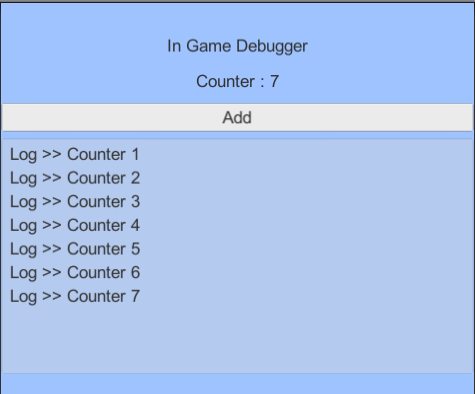 In Game Debugger
Counter : 7
Add
Log >> Counter 1
Log >> Counter 2
Log >> Counter 3
Log >> Counter 4
Log >> Counter 5
Log >> Counter 6
Log >> Counter 7